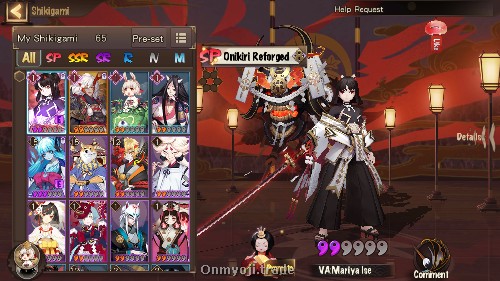 Shikigami
Help Request
My Shikigami 65 Pre-set
All SP SSR SR R N M
SP Onikiri Reforged
Details
VA:Mariya Ise
Comment
Onmyoji.trade